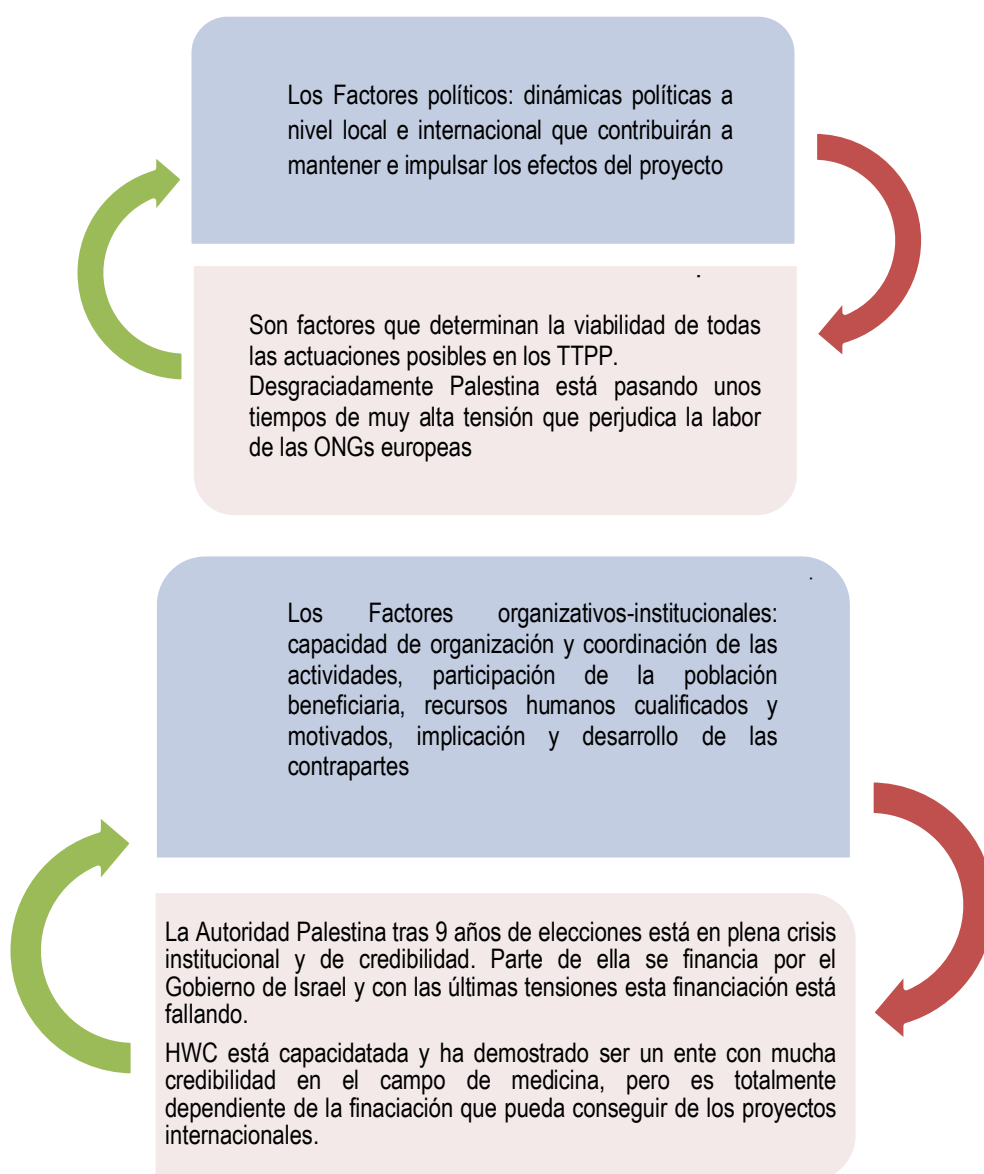 Los Factores políticos: dinámicas políticas a
nivel local e internacional que contribuirán a
mantener e impulsar los efectos del proyecto
.
Son factores que determinan la viabilidad de todas
las actuaciones posibles en los TTPP.
Desgraciadamente Palestina está pasando unos
tiempos de muy alta tensión que perjudica la labor
de las ONGs europeas
.
Los Factores organizativos-institucionales:
capacidad de organización y coordinación de las
actividades, participación de la población
beneficiaria, recursos humanos cualificados y
motivados, implicación y desarrollo de las
contrapartes
La Autoridad Palestina tras 9 años de elecciones está en plena crisis
institucional y de credibilidad. Parte de ella se financia por el
Gobierno de Israel y con las últimas tensiones esta financiación está
fallando.
HWC está capacidatada y ha demostrado ser un ente con mucha
credibilidad en el campo de medicina, pero es totalmente
dependiente de la finaciación que pueda conseguir de los proyectos
internacionales.